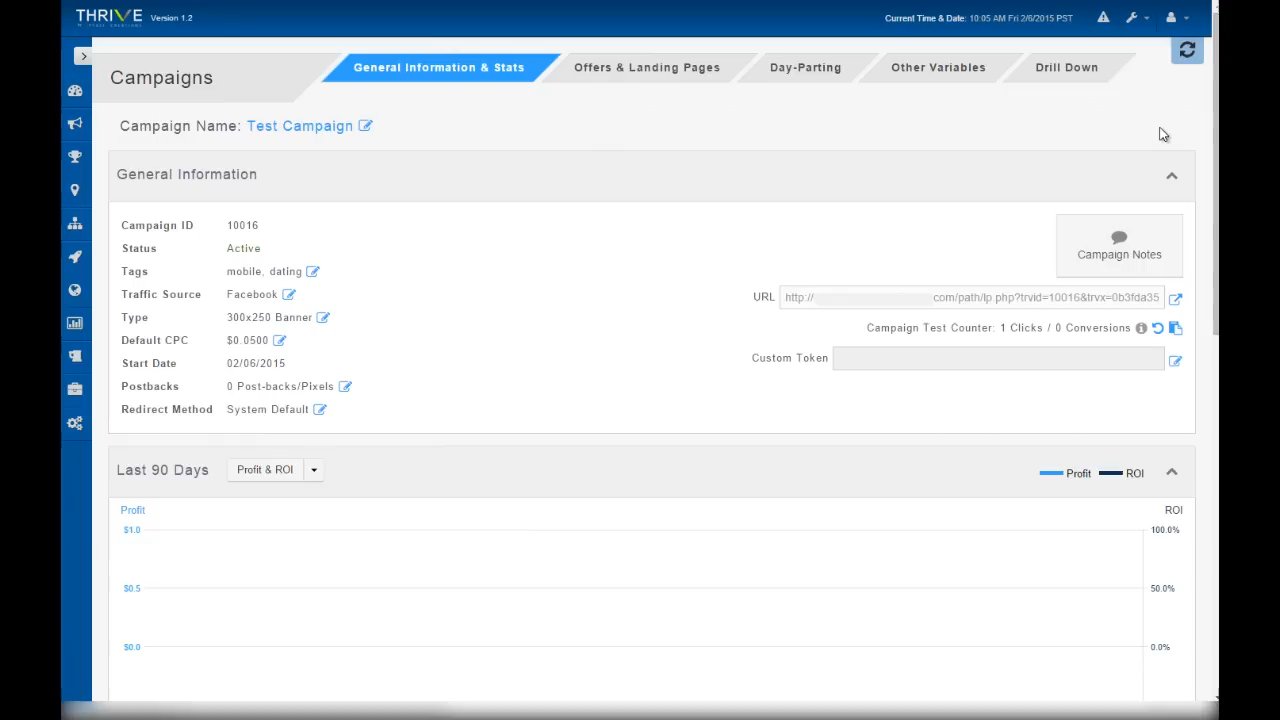 THRIVE Version 1.2
Current Time & Date: 10:05 AM Fri 2/6/2015 PST
Campaigns
General Information & Stats
Offers & Landing Pages
Day-Parting
Other Variables
Drill Down
Campaign Name: Test Campaign
General Information
Campaign ID 10016
Status Active
Tags mobile, dating
Traffic Source Facebook
Type 300x250 Banner
Default CPC $0.0500
Start Date 02/06/2015
Postbacks 0 Post-backs/Pixels
Redirect Method System Default
Campaign Notes
URL http:// com/path/lp.php?trvid=10016&trvx=0b3fda35
Campaign Test Counter: 1 Clicks / 0 Conversions
Custom Token
Last 90 Days
Profit & ROI
Profit ROI
Profit
ROI
$1.0
100.0%
$0.5
50.0%
$0.0
0.0%